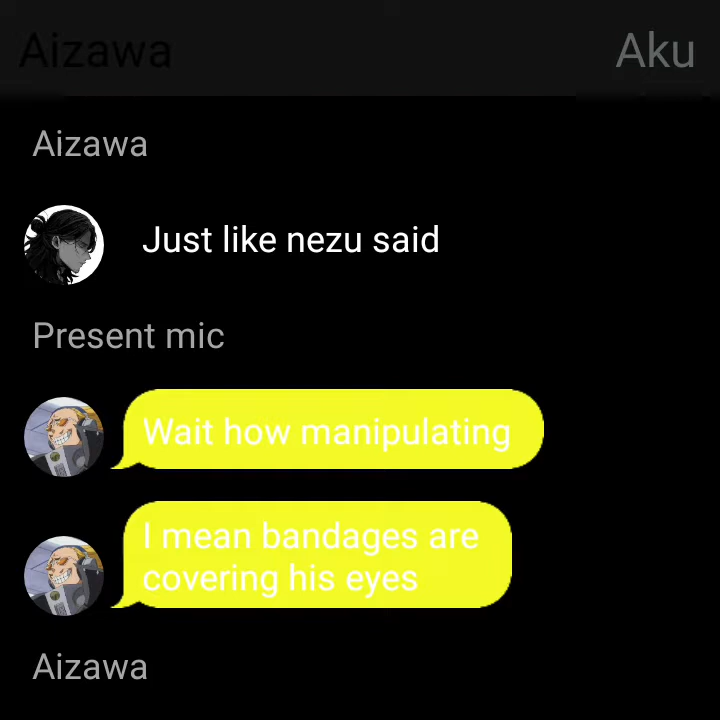 Aizawa Aku
Aizawa
Just like nezu said
Present mic
Wait how manipulating
I mean bandages are
covering his eyes
Aizawa